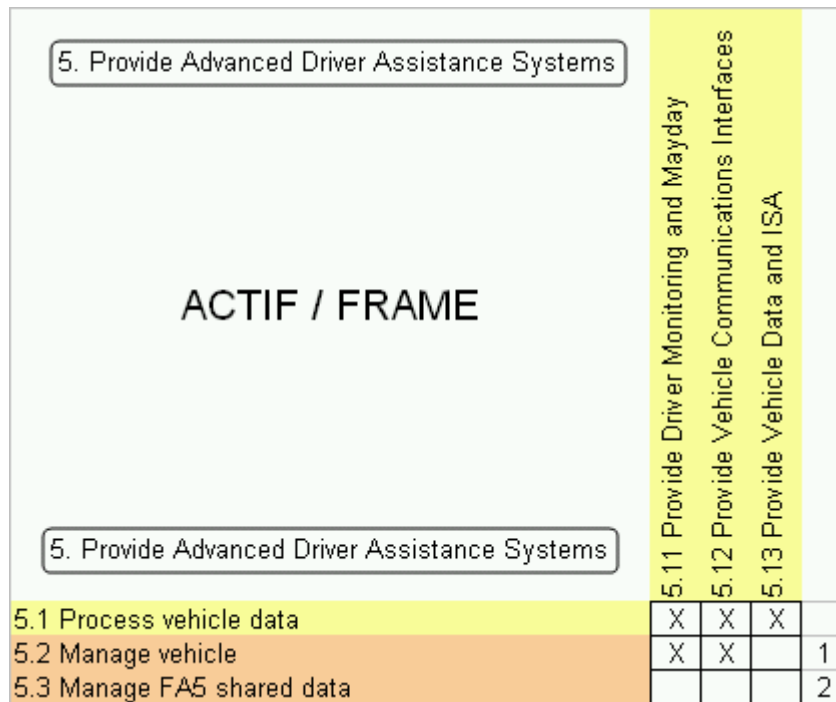 5. Provide Advanced Driver Assistance Systems
ACTIF / FRAME
5. Provide Advanced Driver Assistance Systems
5.11 Provide Driver Monitoring and Mayday
5.12 Provide Vehicle Communications Interfaces
5.13 Provide Vehicle Data and ISA
5.1 Process vehicle data X X X
5.2 Manage vehicle X X 1
5.3 Manage FA5 shared data 2